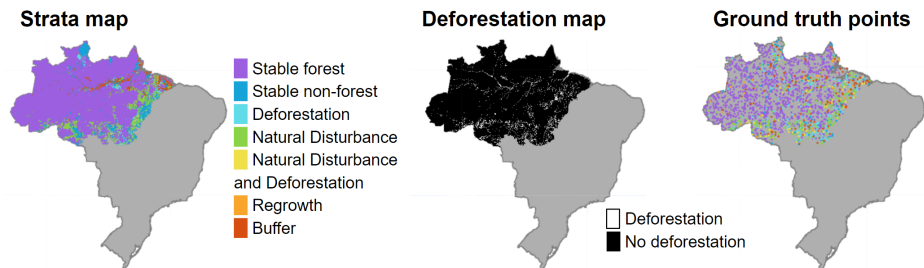 Strata map
Stable forest
Stable non-forest
Deforestation
Natural Disturbance
Natural Disturbance
and Deforestation
Regrowth
Buffer
Deforestation map
Deforestation
No deforestation
Ground truth points